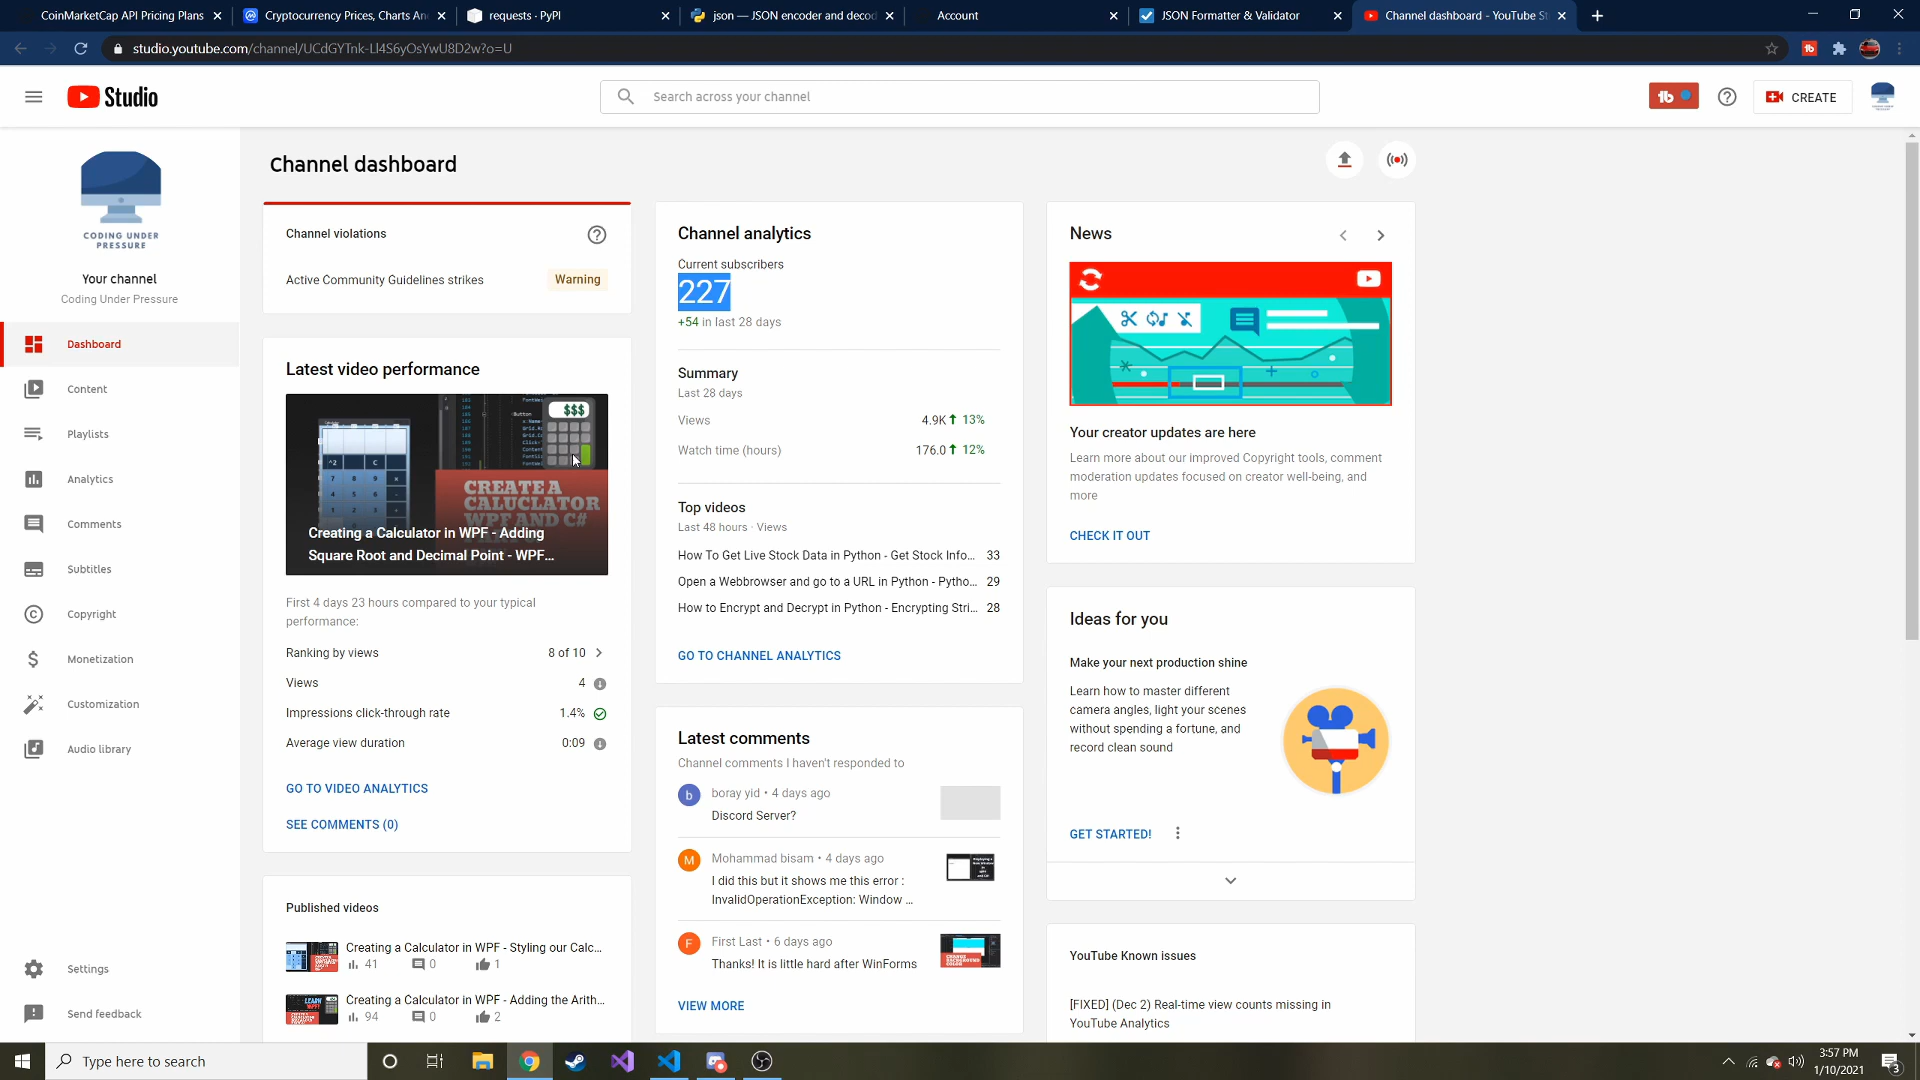 CoinMarketCap API Pricing Plans
Cryptocurrency Prices, Charts An
requests · PyPI
json — JSON encoder and decod
Account
JSON Formatter & Validator
Channel dashboard - YouTube St
studio.youtube.com/channel/UCdGYTnk-Ll4S6yOsYwU8D2w?o=U
Studio
Search across your channel
CREATE
CODING UNDER
PRESSURE
Your channel
Coding Under Pressure
Dashboard
Content
Playlists
Analytics
Comments
Subtitles
Copyright
Monetization
Customization
Audio library
Settings
Send feedback
Channel dashboard
Channel violations
Active Community Guidelines strikes
Warning
Latest video performance
$$$
CREATE A
CALUCLATOR
WPF AND C#
Creating a Calculator in WPF - Adding
Square Root and Decimal Point - WPF...
First 4 days 23 hours compared to your typical
performance:
Ranking by views 8 of 10
Views 4
Impressions click-through rate 1.4%
Average view duration 0:09
GO TO VIDEO ANALYTICS
SEE COMMENTS (0)
Published videos
Creating a Calculator in WPF - Styling our Calc...
41 0 1
Creating a Calculator in WPF - Adding the Arith...
94 0 2
Channel analytics
Current subscribers
227
+54 in last 28 days
Summary
Last 28 days
Views 4.9K 13%
Watch time (hours) 176.0 12%
Top videos
Last 48 hours · Views
How To Get Live Stock Data in Python - Get Stock Info... 33
Open a Webbrowser and go to a URL in Python - Pytho... 29
How to Encrypt and Decrypt in Python - Encrypting Stri... 28
GO TO CHANNEL ANALYTICS
Latest comments
Channel comments I haven't responded to
b
boray yid • 4 days ago
Discord Server?
M
Mohammad bisam • 4 days ago
I did this but it shows me this error :
InvalidOperationException: Window ...
F
First Last • 6 days ago
Thanks! It is little hard after WinForms
VIEW MORE
News
Your creator updates are here
Learn more about our improved Copyright tools, comment
moderation updates focused on creator well-being, and
more
CHECK IT OUT
Ideas for you
Make your next production shine
Learn how to master different
camera angles, light your scenes
without spending a fortune, and
record clean sound
GET STARTED!
YouTube Known issues
[FIXED] (Dec 2) Real-time view counts missing in
YouTube Analytics
Type here to search
3:57 PM
1/10/2021
3